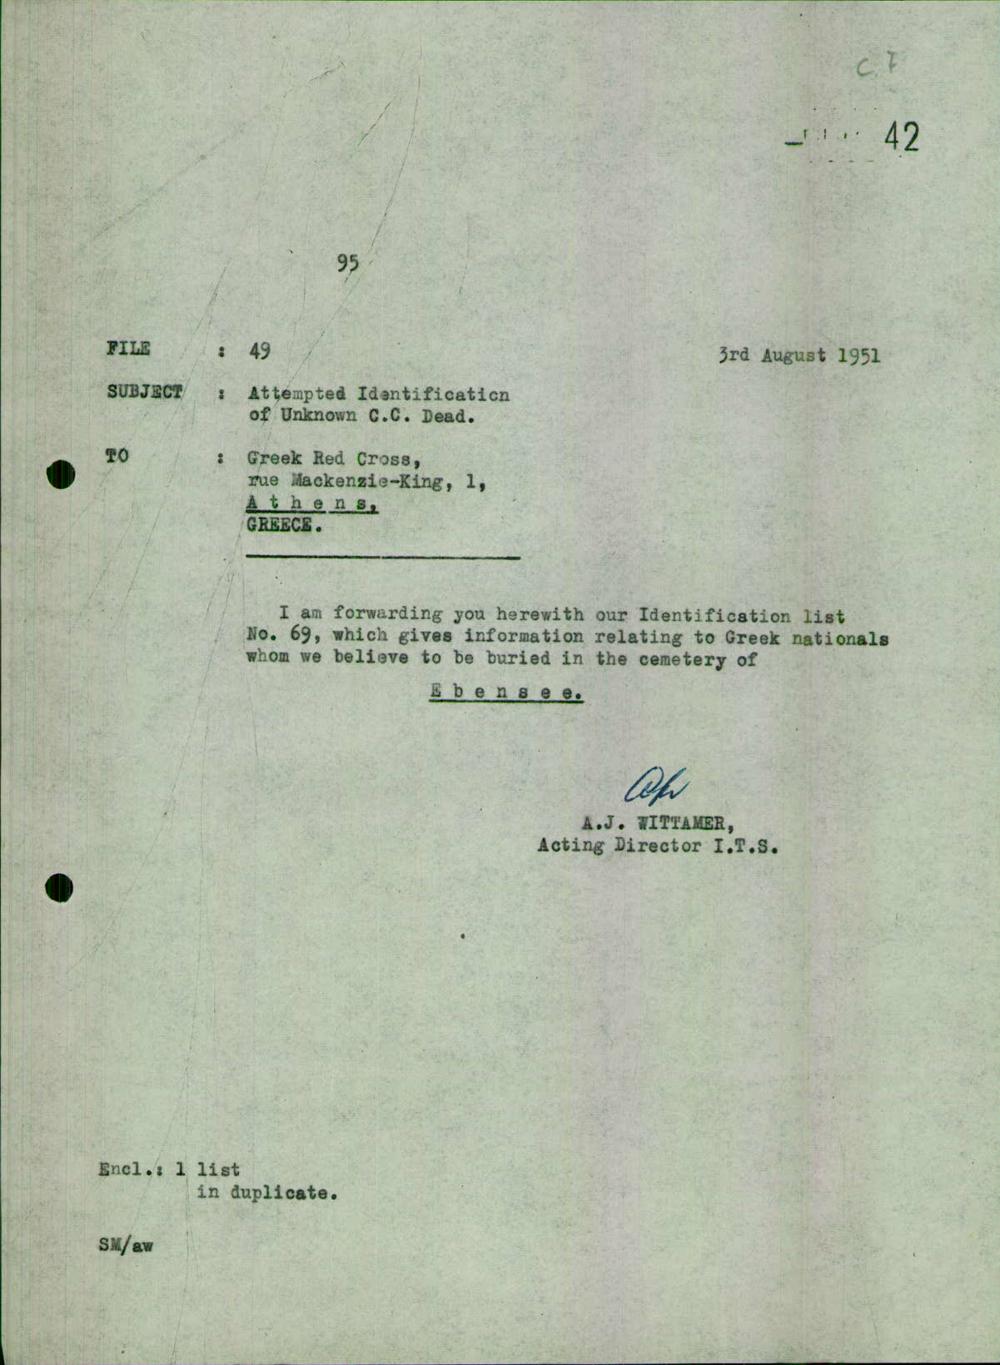 C.F
42
95
FILE : 49
3rd August 1951
SUBJECT : Attempted Identification
of Unknown C.C. Dead.
TO : Greek Red Cross,
rue Mackenzie-King, 1,
A t h e n s,
GREECE.
I am forwarding you herewith our Identification list
No. 69, which gives information relating to Greek nationals
whom we believe to be buried in the cemetery of
E b e n s e e.
A.J. WITTAMER,
Acting Director I.T.S.
Encl.: 1 list
in duplicate.
SM/aw